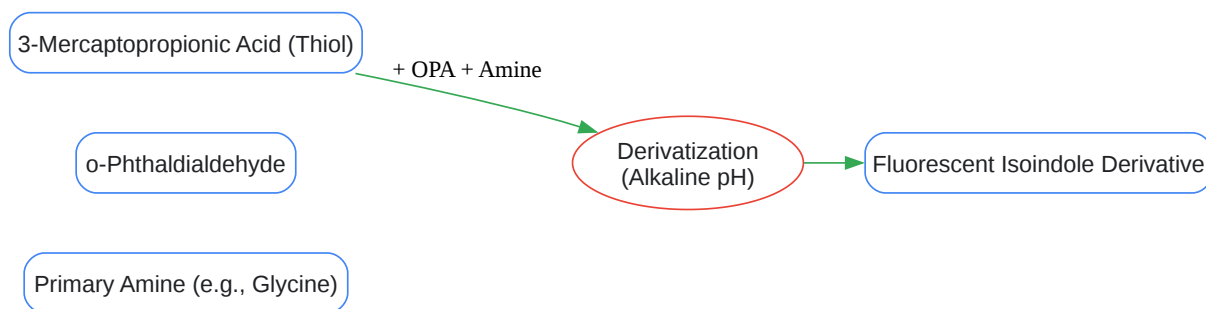 3-Mercaptopropionic Acid (Thiol)
+ OPA + Amine
o-Phthaldialdehyde
Derivatization
(Alkaline pH)
Fluorescent Isoindole Derivative
Primary Amine (e.g., Glycine)